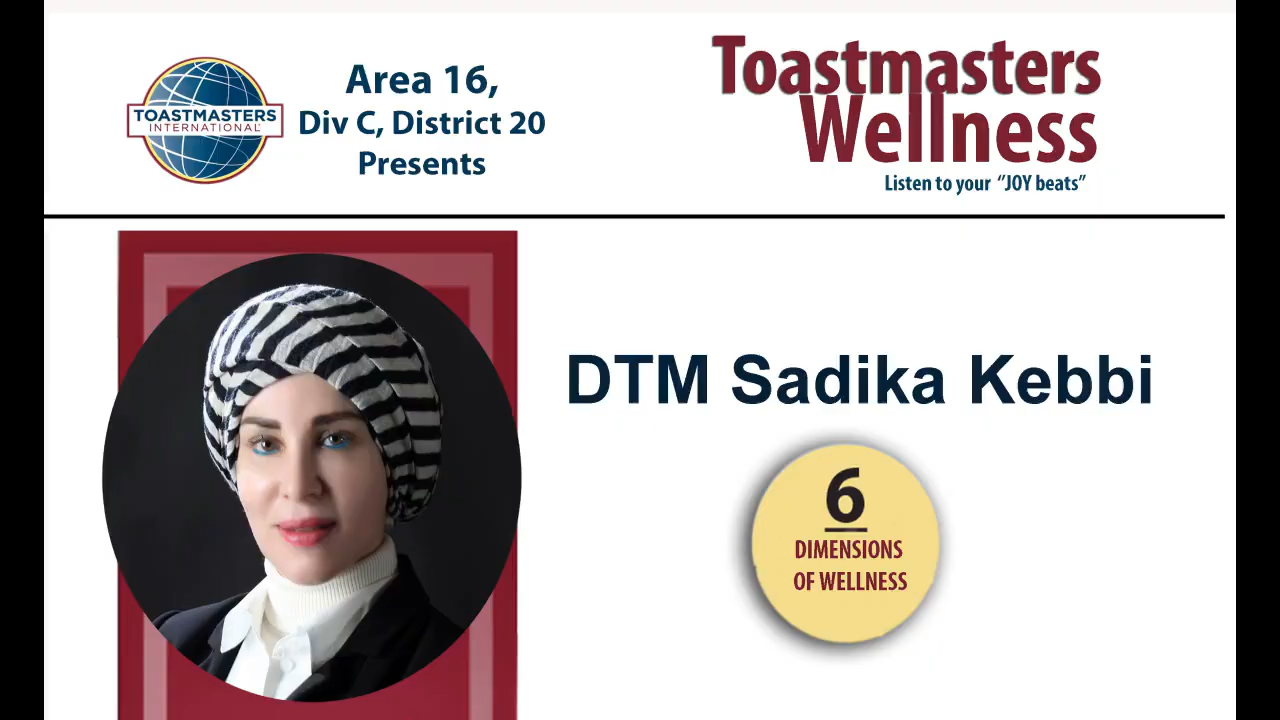 TOASTMASTERS
INTERNATIONAL
Area 16,
Div C, District 20
Presents
Toastmasters
Wellness
Listen to your “JOY beats”
DTM Sadika Kebbi
6
DIMENSIONS
OF WELLNESS